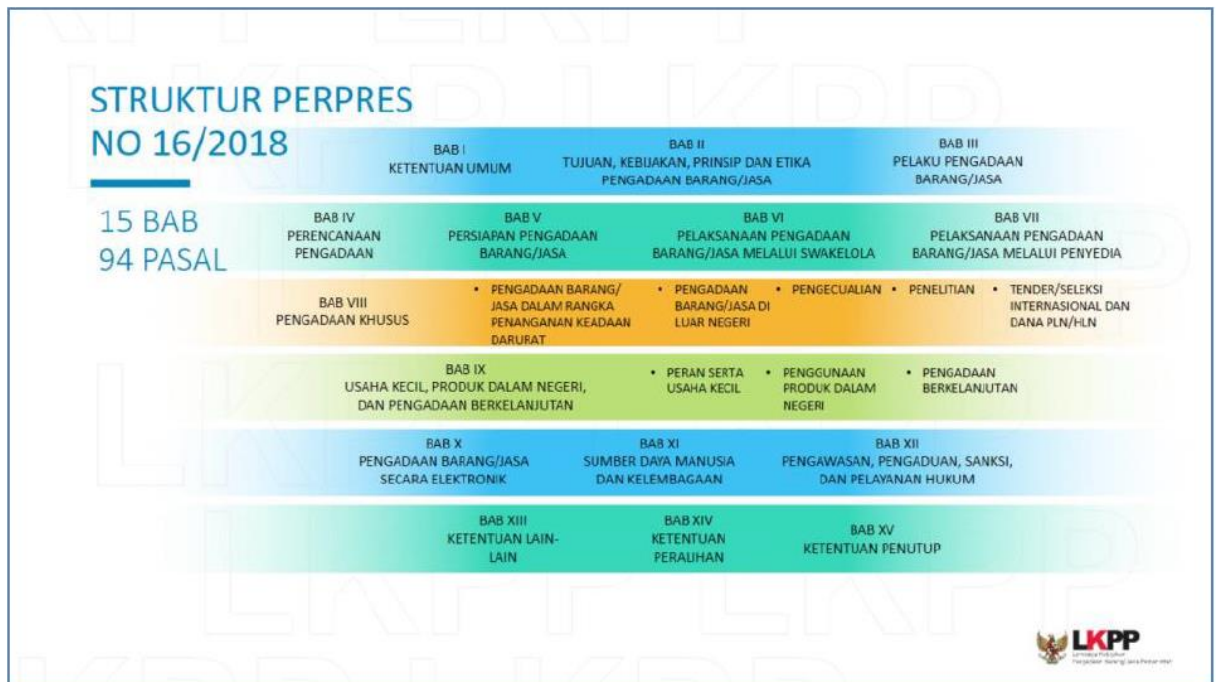 STRUKTUR PERPRES
NO 16/2018
15 BAB
94 PASAL
BAB I
KETENTUAN UMUM
BAB II
TUJUAN, KEBIJAKAN, PRINSIP DAN ETIKA
PENGADAAN BARANG/JASA
BAB III
PELAKU PENGADAAN
BARANG/JASA
BAB IV
PERENCANAAN
PENGADAAN
BAB V
PERSIAPAN PENGADAAN
BARANG/JASA
BAB VI
PELAKSANAAN PENGADAAN
BARANG/JASA MELALUI SWAKELOLA
BAB VII
PELAKSANAAN PENGADAAN
BARANG/JASA MELALUI PENYEDIA
BAB VIII
PENGADAAN KHUSUS
• PENGADAAN BARANG/
JASA DALAM RANGKA
PENANGANAN KEADAAN
DARURAT
• PENGADAAN
BARANG/JASA DI
LUAR NEGERI
• PENGECUALIAN
• PENELITIAN
• TENDER/SELEKSI
INTERNASIONAL DAN
DANA PLN/HLN
BAB IX
USAHA KECIL, PRODUK DALAM NEGERI,
DAN PENGADAAN BERKELANJUTAN
• PERAN SERTA
USAHA KECIL
• PENGGUNAAN
PRODUK DALAM
NEGERI
• PENGADAAN
BERKELANJUTAN
BAB X
PENGADAAN BARANG/JASA
SECARA ELEKTRONIK
BAB XI
SUMBER DAYA MANUSIA
DAN KELEMBAGAAN
BAB XII
PENGAWASAN, PENGADUAN, SANKSI,
DAN PELAYANAN HUKUM
BAB XIII
KETENTUAN LAIN-
LAIN
BAB XIV
KETENTUAN
PERALIHAN
BAB XV
KETENTUAN PENUTUP
LKPP